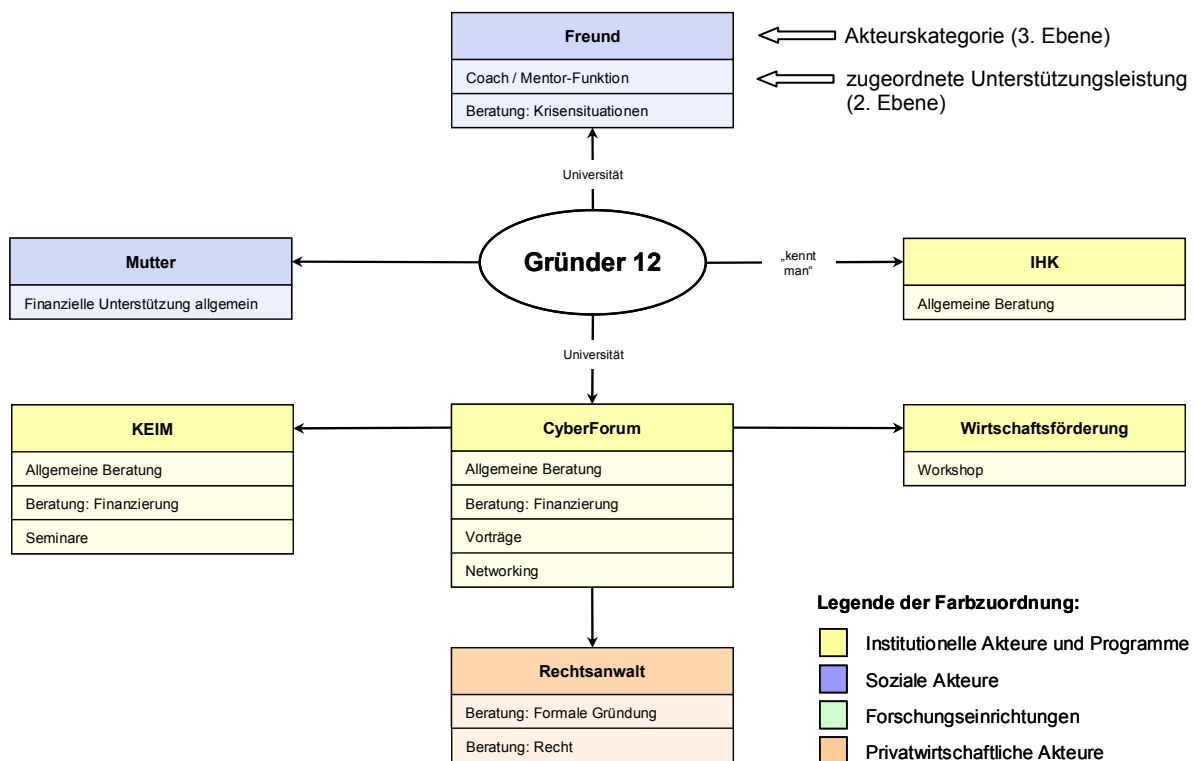 Freund
Akteurskategorie (3. Ebene)
Coach / Mentor-Funktion
zugeordnete Unterstützungsleistung
(2. Ebene)
Beratung: Krisensituationen
Universität
Mutter
Finanzielle Unterstützung allgemein
Gründer 12
„kennt
man“
IHK
Allgemeine Beratung
Universität
KEIM
Allgemeine Beratung
Beratung: Finanzierung
Seminare
CyberForum
Allgemeine Beratung
Beratung: Finanzierung
Vorträge
Networking
Wirtschaftsförderung
Workshop
Rechtsanwalt
Beratung: Formale Gründung
Beratung: Recht
Legende der Farbzuordnung:
Institutionelle Akteure und Programme
Soziale Akteure
Forschungseinrichtungen
Privatwirtschaftliche Akteure